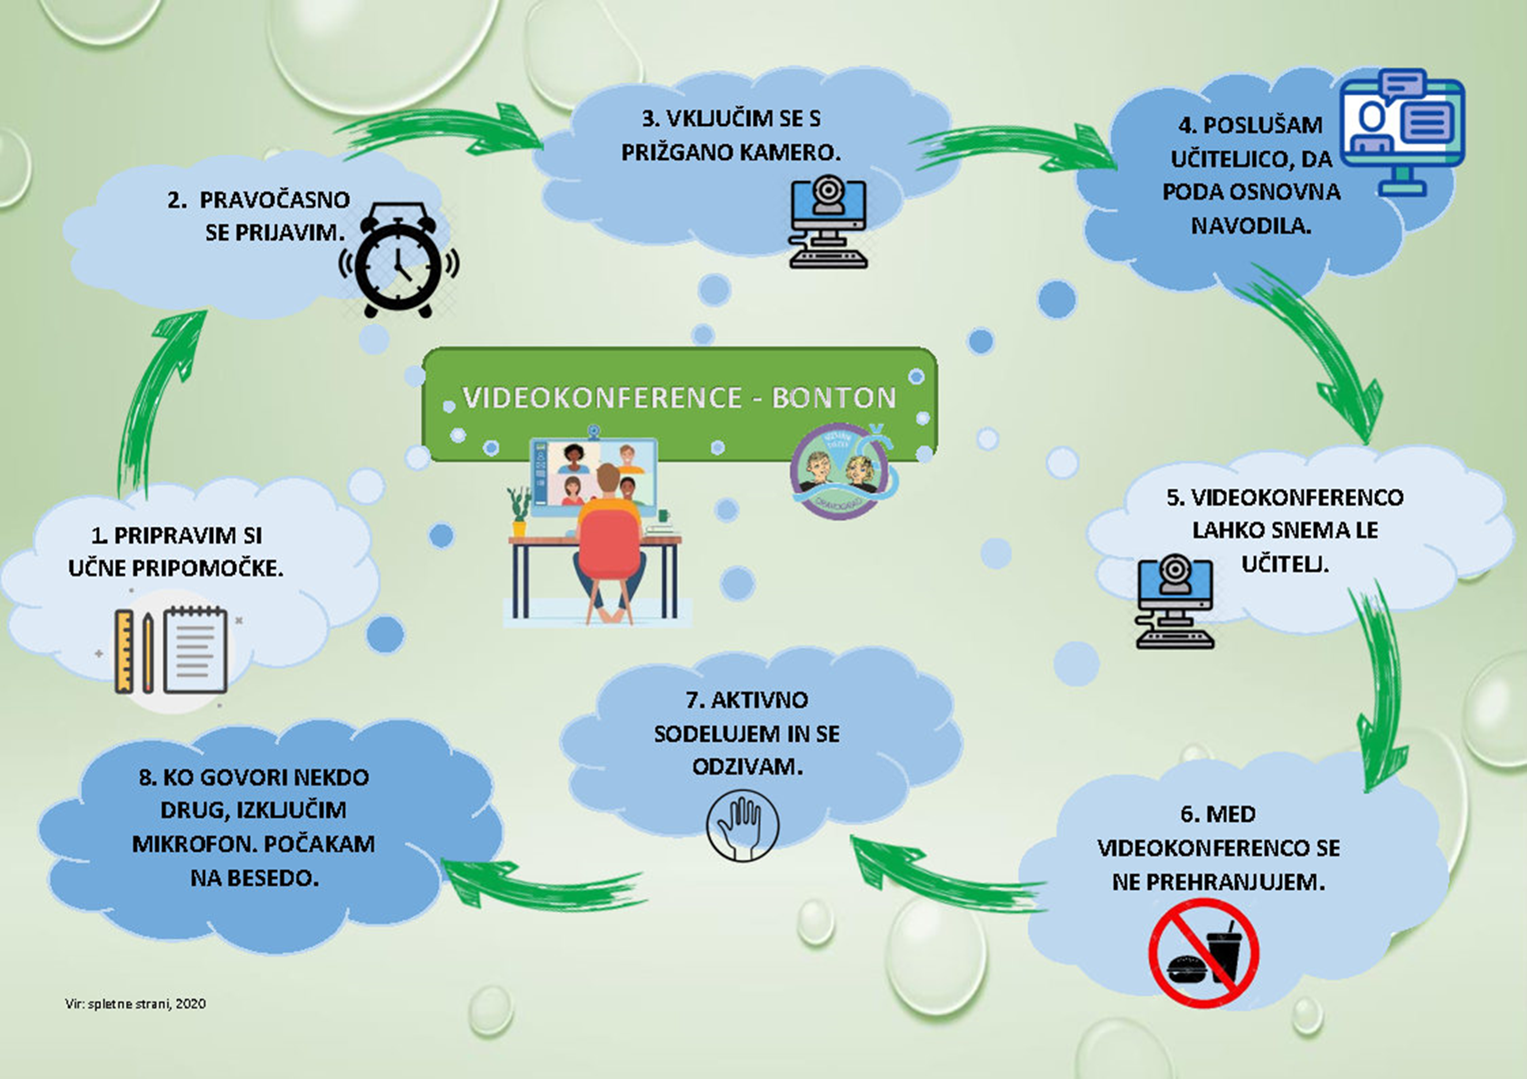 VIDEOKONFERENCE - BONTON
1. PRIPRAVIM SI
UČNE PRIPOMOČKE.
2. PRAVOČASNO
SE PRIJAVIM.
3. VKLJUČIM SE S
PRIŽGANO KAMERO.
4. POSLUŠAM
UČITELJICO, DA
PODA OSNOVNA
NAVODILA.
5. VIDEOKONFERENCO
LAHKO SNEMA LE
UČITELJ.
6. MED
VIDEOKONFERENCO SE
NE PREHRANJUJEM.
7. AKTIVNO
SODELUJEM IN SE
ODZIVAM.
8. KO GOVORI NEKDO
DRUG, IZKLJUČIM
MIKROFON. POČAKAM
NA BESEDO.
Vir: spletne strani, 2020